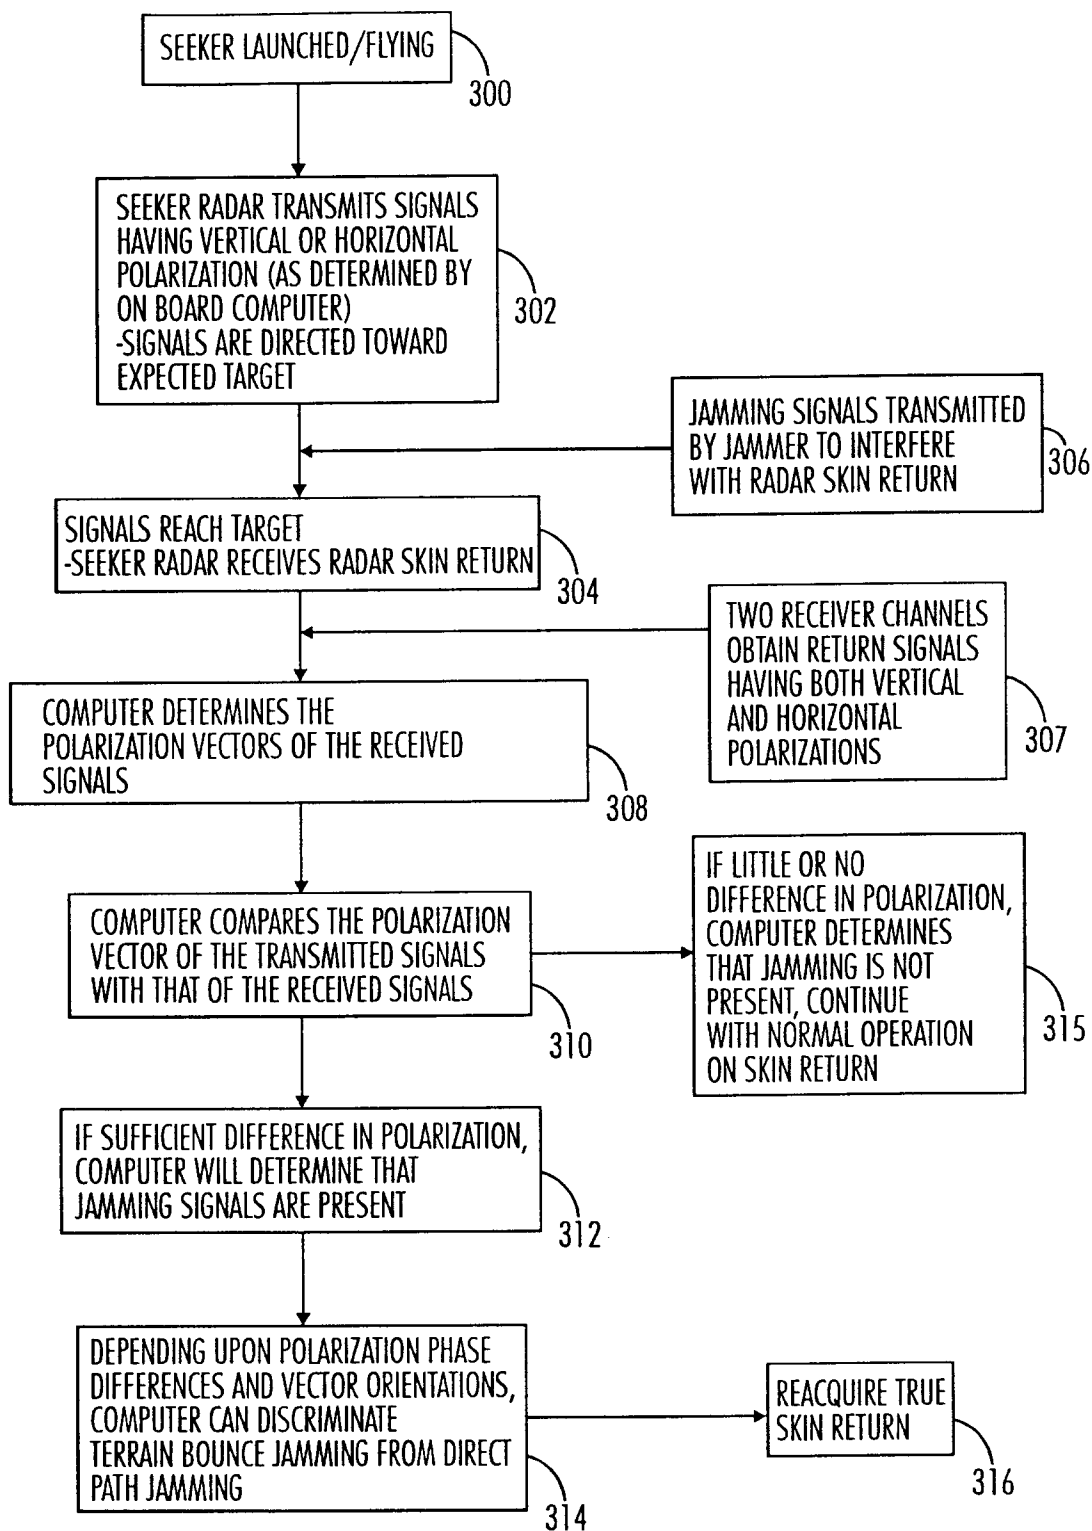 SEEKER LAUNCHED/FLYING
300
SEEKER RADAR TRANSMITS SIGNALS
HAVING VERTICAL OR HORIZONTAL
POLARIZATION (AS DETERMINED BY
ON BOARD COMPUTER)
-SIGNALS ARE DIRECTED TOWARD
EXPECTED TARGET
302
JAMMING SIGNALS TRANSMITTED
BY JAMMER TO INTERFERE
WITH RADAR SKIN RETURN
306
SIGNALS REACH TARGET
-SEEKER RADAR RECEIVES RADAR SKIN RETURN
304
TWO RECEIVER CHANNELS
OBTAIN RETURN SIGNALS
HAVING BOTH VERTICAL
AND HORIZONTAL
POLARIZATIONS
307
COMPUTER DETERMINES THE
POLARIZATION VECTORS OF THE RECEIVED
SIGNALS
308
COMPUTER COMPARES THE POLARIZATION
VECTOR OF THE TRANSMITTED SIGNALS
WITH THAT OF THE RECEIVED SIGNALS
310
IF LITTLE OR NO
DIFFERENCE IN POLARIZATION,
COMPUTER DETERMINES
THAT JAMMING IS NOT
PRESENT, CONTINUE
WITH NORMAL OPERATION
ON SKIN RETURN
315
IF SUFFICIENT DIFFERENCE IN POLARIZATION,
COMPUTER WILL DETERMINE THAT
JAMMING SIGNALS ARE PRESENT
312
DEPENDING UPON POLARIZATION PHASE
DIFFERENCES AND VECTOR ORIENTATIONS,
COMPUTER CAN DISCRIMINATE
TERRAIN BOUNCE JAMMING FROM DIRECT
PATH JAMMING
314
REACQUIRE TRUE
SKIN RETURN
316